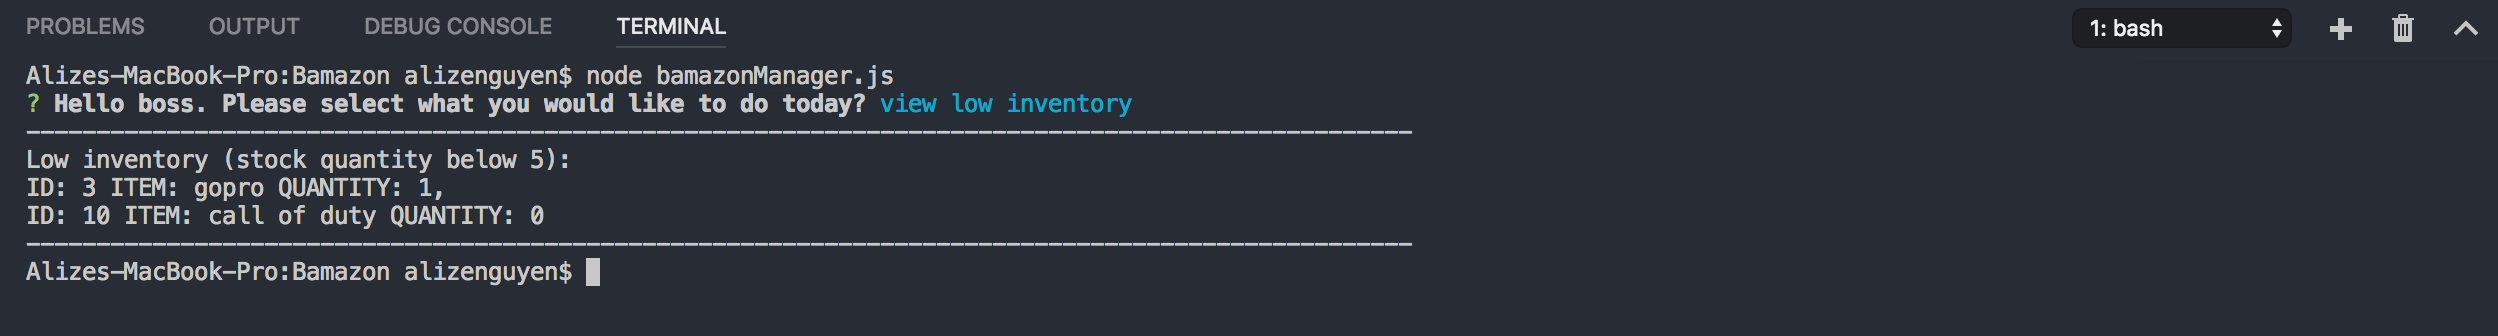 PROBLEMS OUTPUT DEBUG CONSOLE TERMINAL 1: bash
Alizes-MacBook-Pro:Bamazon alizenguyen$ node bamazonManager.js
? Hello boss. Please select what you would like to do today? view low inventory
---------------------------------------------------------------------------------------------------
Low inventory (stock quantity below 5):
ID: 3 ITEM: gopro QUANTITY: 1,
ID: 10 ITEM: call of duty QUANTITY: 0
---------------------------------------------------------------------------------------------------
Alizes-MacBook-Pro:Bamazon alizenguyen$